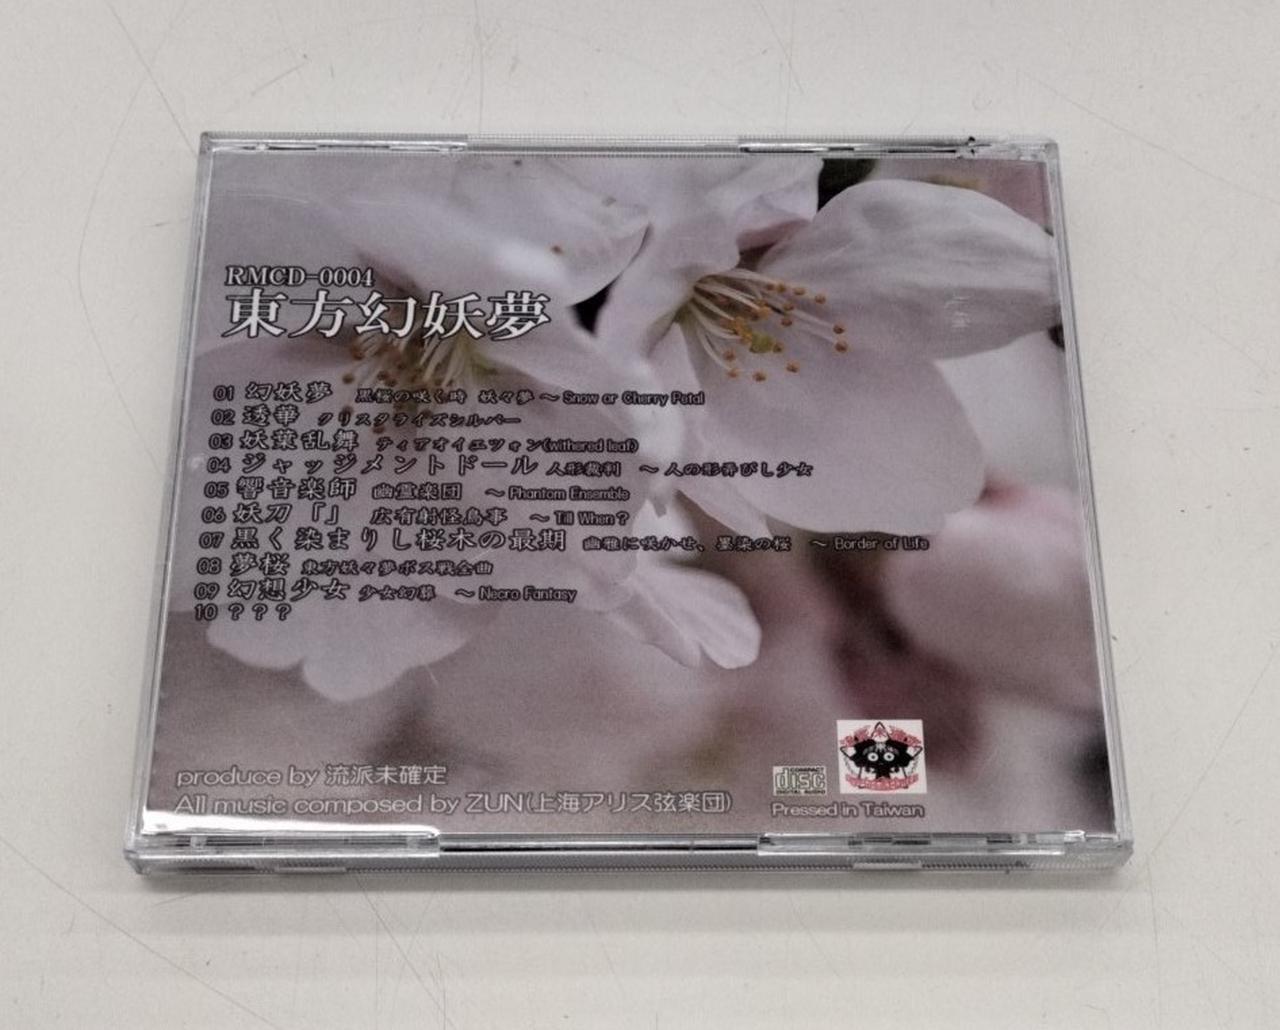 RMCD-0004
東方幻妖夢
01 幻妖夢 黒桜の咲く時 妖々夢 ～ Snow or Cherry Petal
02 透華 クリスタライズシルバー
03 妖葉乱舞 ティアオイエツォン(withered leaf)
04 ジャッジメントドール 人形裁判 ～ 人の形弄びし少女
05 響音楽師 幽霊楽団 ～ Phantom Ensemble
06 妖刀「」 広有射怪鳥事 ～ Till When?
07 黒く染まりし桜木の最期 幽雅に咲かせ、墨染の桜 ～ Border of Life
08 夢桜 東方妖々夢ボス戦全曲
09 幻想少女 少女幻葬 ～ Necro Fantasy
10 ？？？
produce by 流派未確定
All music composed by ZUN(上海アリス弦楽団)
COMPACT
disc
DIGITAL AUDIO
流派未確定
Pressed in Taiwan